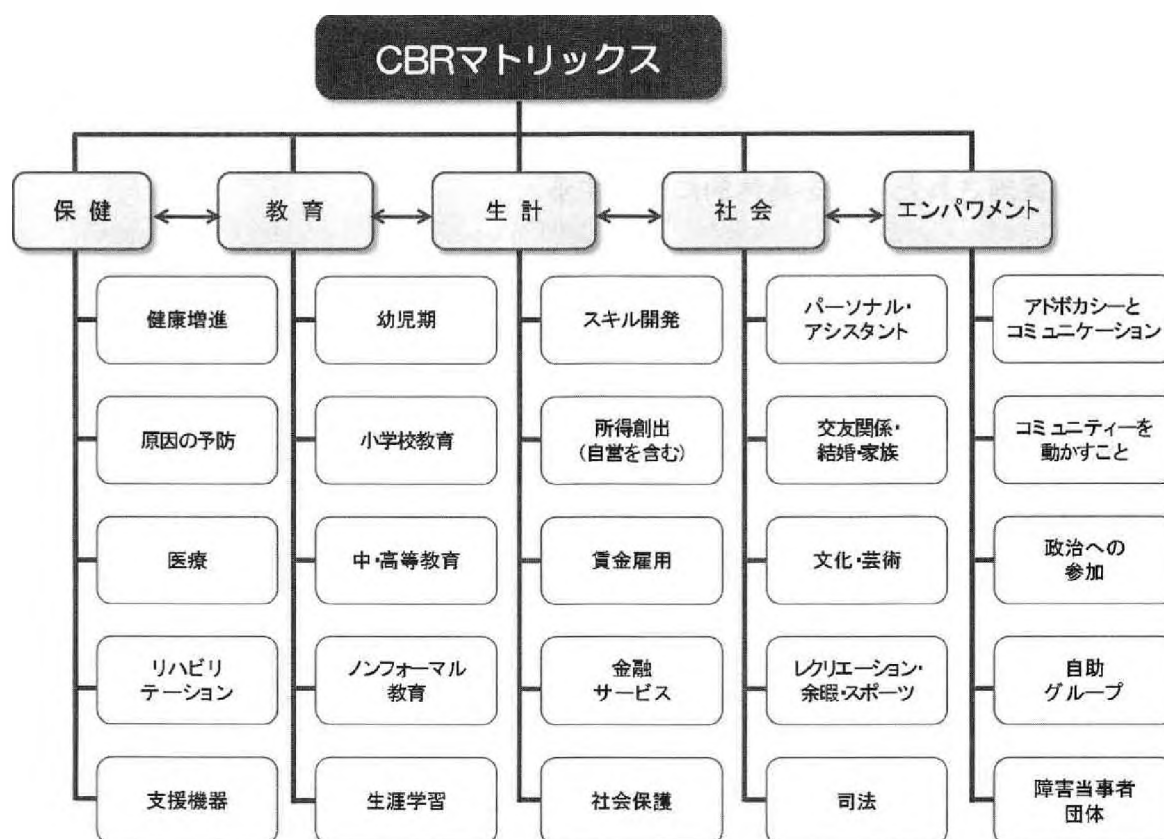 CBRマトリックス
保健
教育
生計
社会
エンパワメント
健康増進
幼児期
スキル開発
パーソナル・
アシスタント
アドボカシーと
コミュニケーション
原因の予防
小学校教育
所得創出
(自営を含む)
交友関係・
結婚・家族
コミュニティーを
動かすこと
医療
中・高等教育
賃金雇用
文化・芸術
政治への
参加
リハビリ
テーション
ノンフォーマル
教育
金融
サービス
レクリエーション・
余暇・スポーツ
自助
グループ
支援機器
生涯学習
社会保護
司法
障害当事者
団体